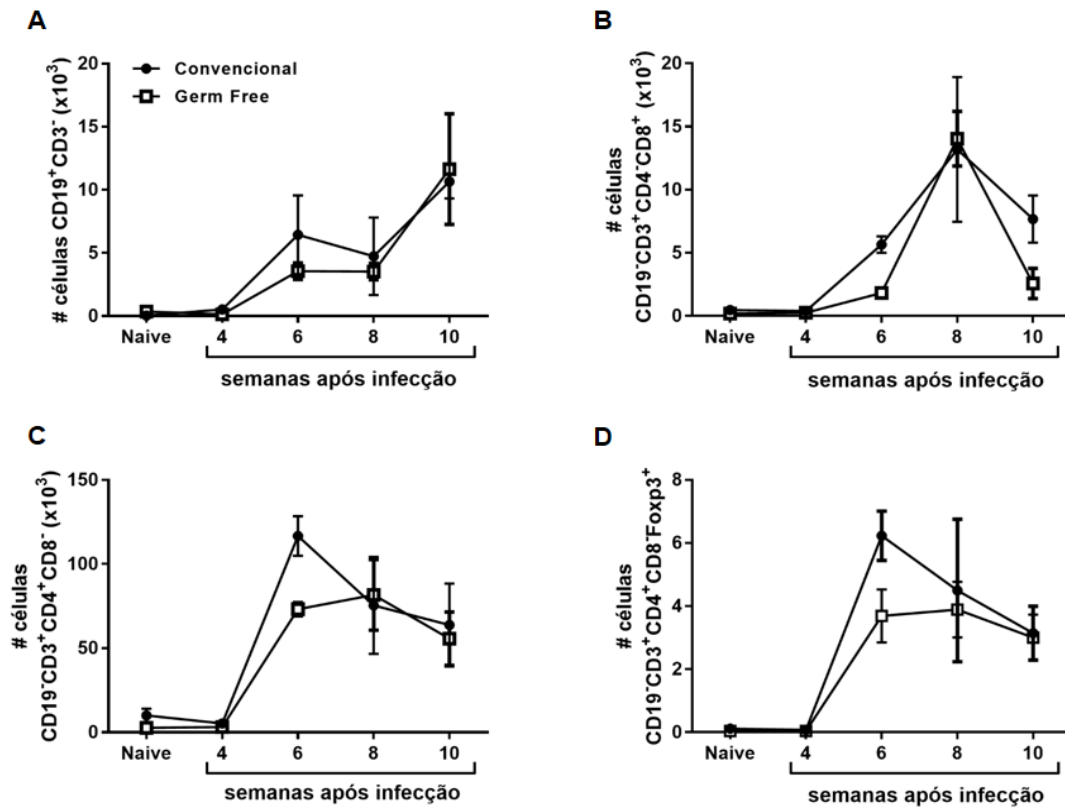 A
# células CD19⁺CD3⁻ (x10³)
20
15
10
5
0
Convencional
Germ Free
Naive 4 6 8 10
semanas após infecção
B
# células
CD19⁻CD3⁺CD4⁻CD8⁺ (x10³)
20
15
10
5
0
Naive 4 6 8 10
semanas após infecção
C
# células
CD19⁻CD3⁺CD4⁺CD8⁻ (x10³)
150
100
50
0
Naive 4 6 8 10
semanas após infecção
D
# células
CD19⁻CD3⁺CD4⁺CD8⁻Foxp3⁺
8
6
4
2
0
Naive 4 6 8 10
semanas após infecção